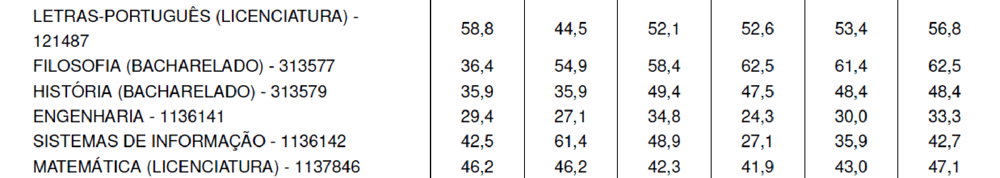 LETRAS-PORTUGUÊS (LICENCIATURA) -
121487 58,8 44,5 52,1 52,6 53,4 56,8
FILOSOFIA (BACHARELADO) - 313577 36,4 54,9 58,4 62,5 61,4 62,5
HISTÓRIA (BACHARELADO) - 313579 35,9 35,9 49,4 47,5 48,4 48,4
ENGENHARIA - 1136141 29,4 27,1 34,8 24,3 30,0 33,3
SISTEMAS DE INFORMAÇÃO - 1136142 42,5 61,4 48,9 27,1 35,9 42,7
MATEMÁTICA (LICENCIATURA) - 1137846 46,2 46,2 42,3 41,9 43,0 47,1